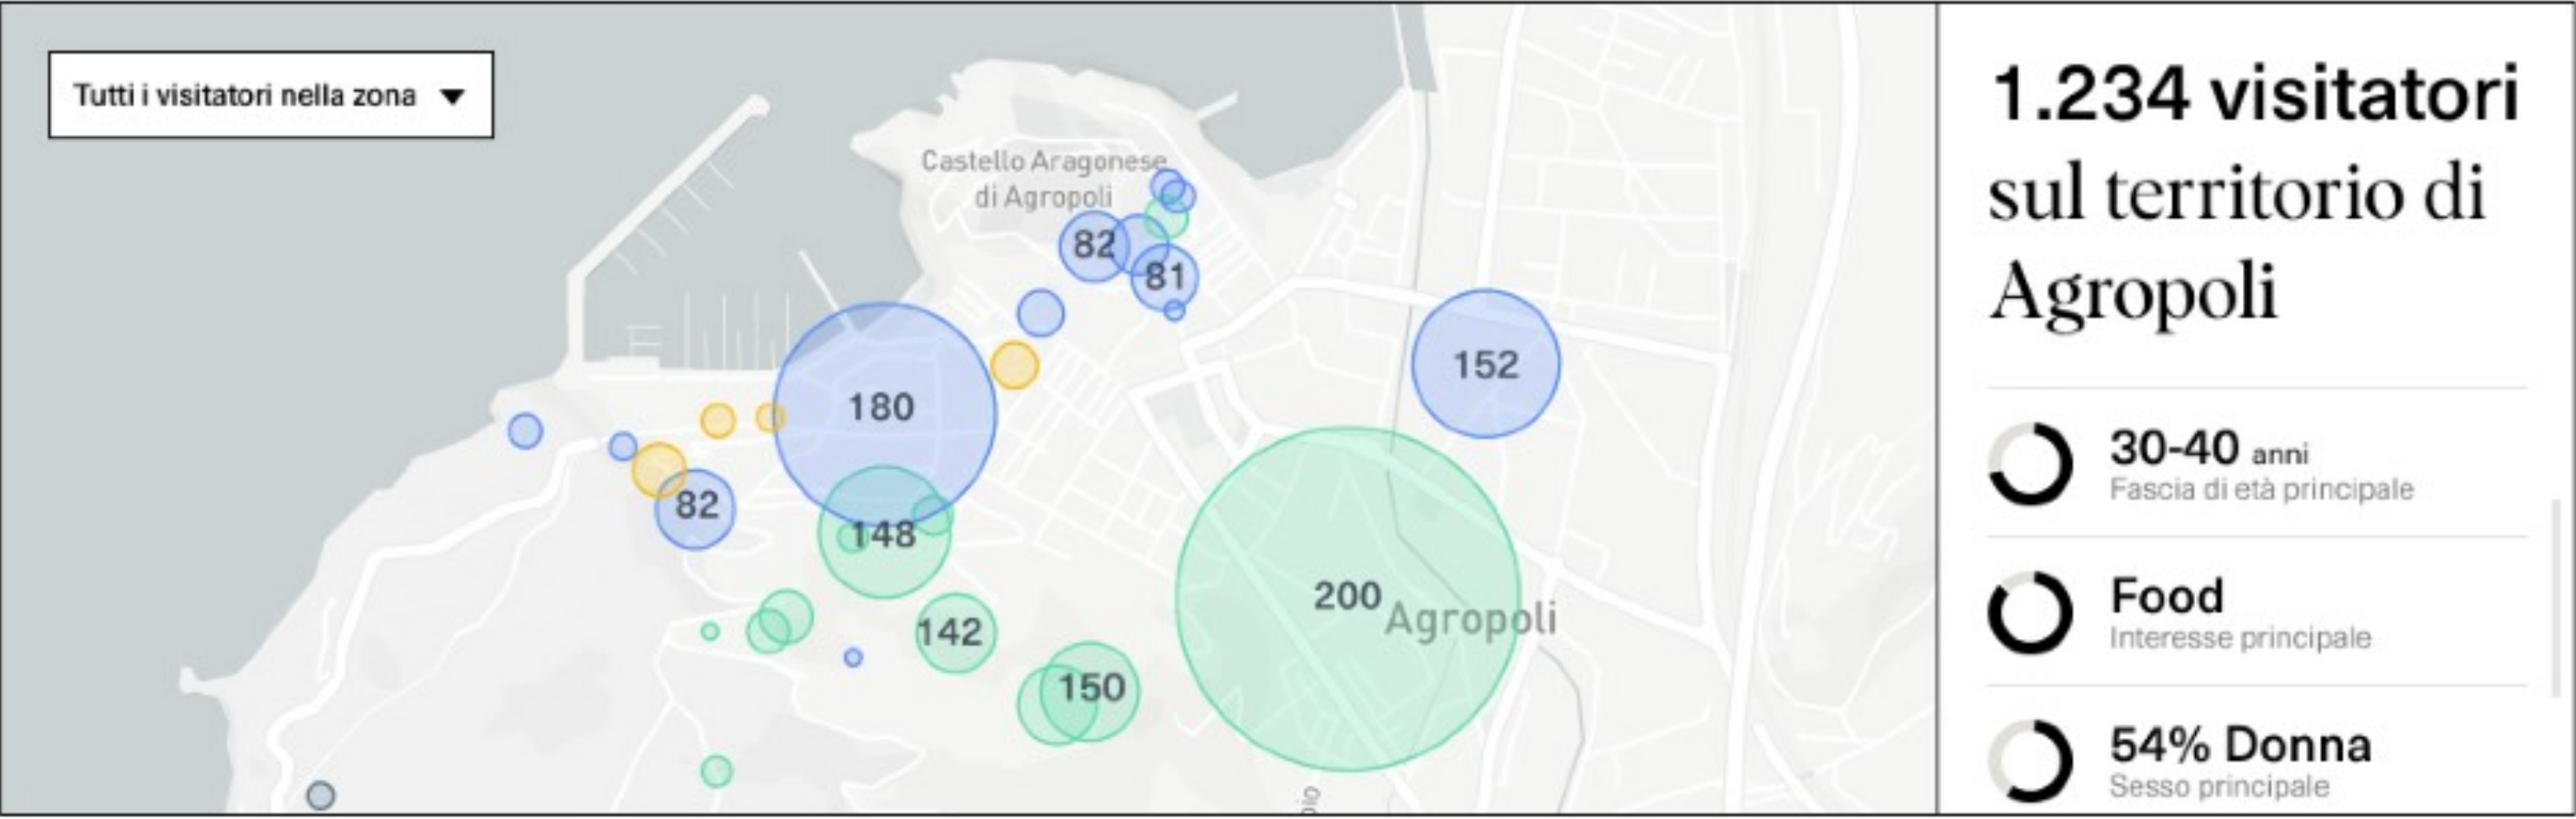 Tutti i visitatori nella zona
Castello Aragonese
di Agropoli
82
81
152
180
82
148
142
200
Agropoli
150
1.234 visitatori
sul territorio di
Agropoli
30-40 anni
Fascia di età principale
Food
Interesse principale
54% Donna
Sesso principale